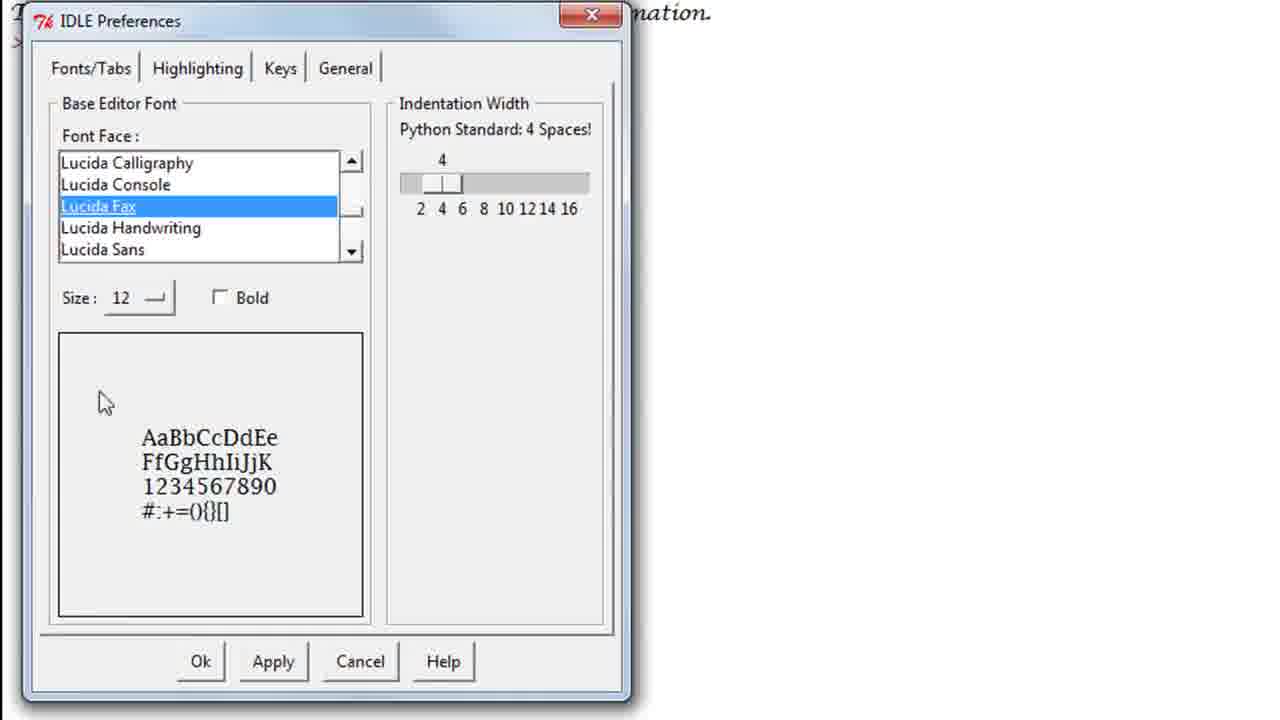 mation.
IDLE Preferences
Fonts/Tabs Highlighting Keys General
Base Editor Font
Font Face :
Lucida Calligraphy
Lucida Console
Lucida Fax
Lucida Handwriting
Lucida Sans
Size : 12 Bold
AaBbCcDdEe
FfGgHhIiJjK
1234567890
#:+=(){}[]
Indentation Width
Python Standard: 4 Spaces!
4
2 4 6 8 10 12 14 16
Ok Apply Cancel Help